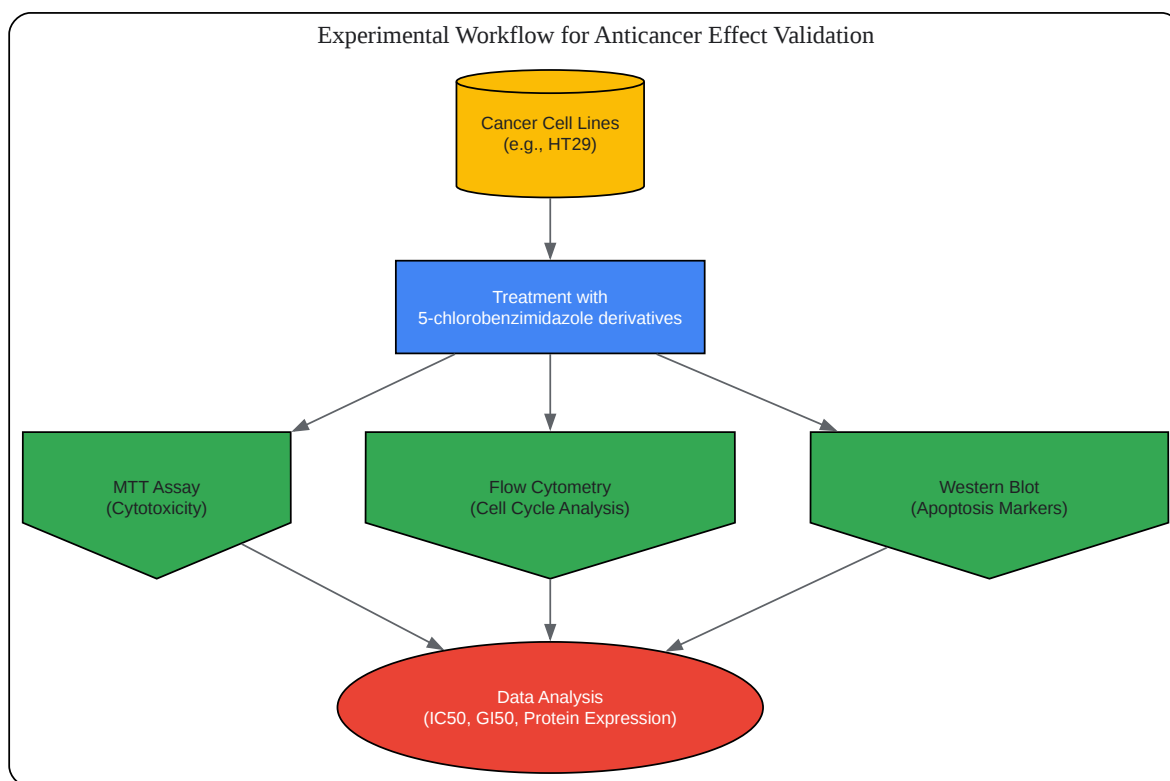 Experimental Workflow for Anticancer Effect Validation
Cancer Cell Lines
(e.g., HT29)
Treatment with
5-chlorobenzimidazole derivatives
MTT Assay
(Cytotoxicity)
Flow Cytometry
(Cell Cycle Analysis)
Western Blot
(Apoptosis Markers)
Data Analysis
(IC50, GI50, Protein Expression)